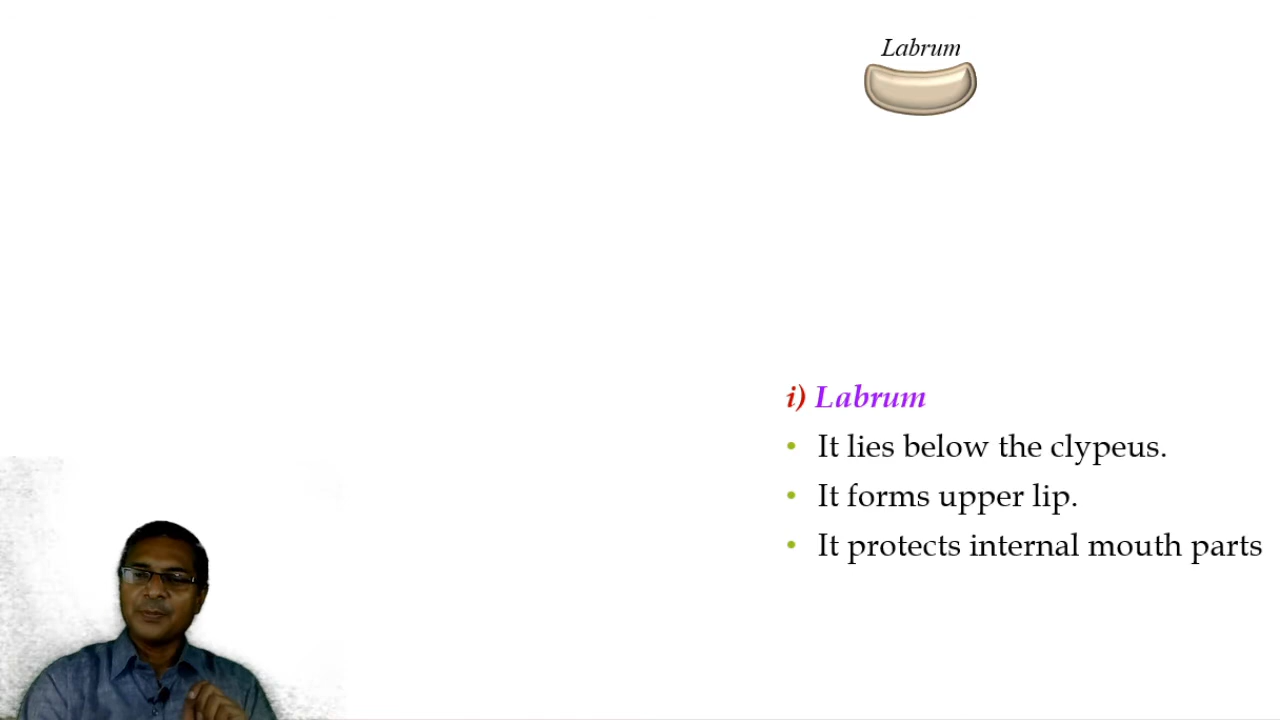 Labrum
i) Labrum
• It lies below the clypeus.
• It forms upper lip.
• It protects internal mouth parts